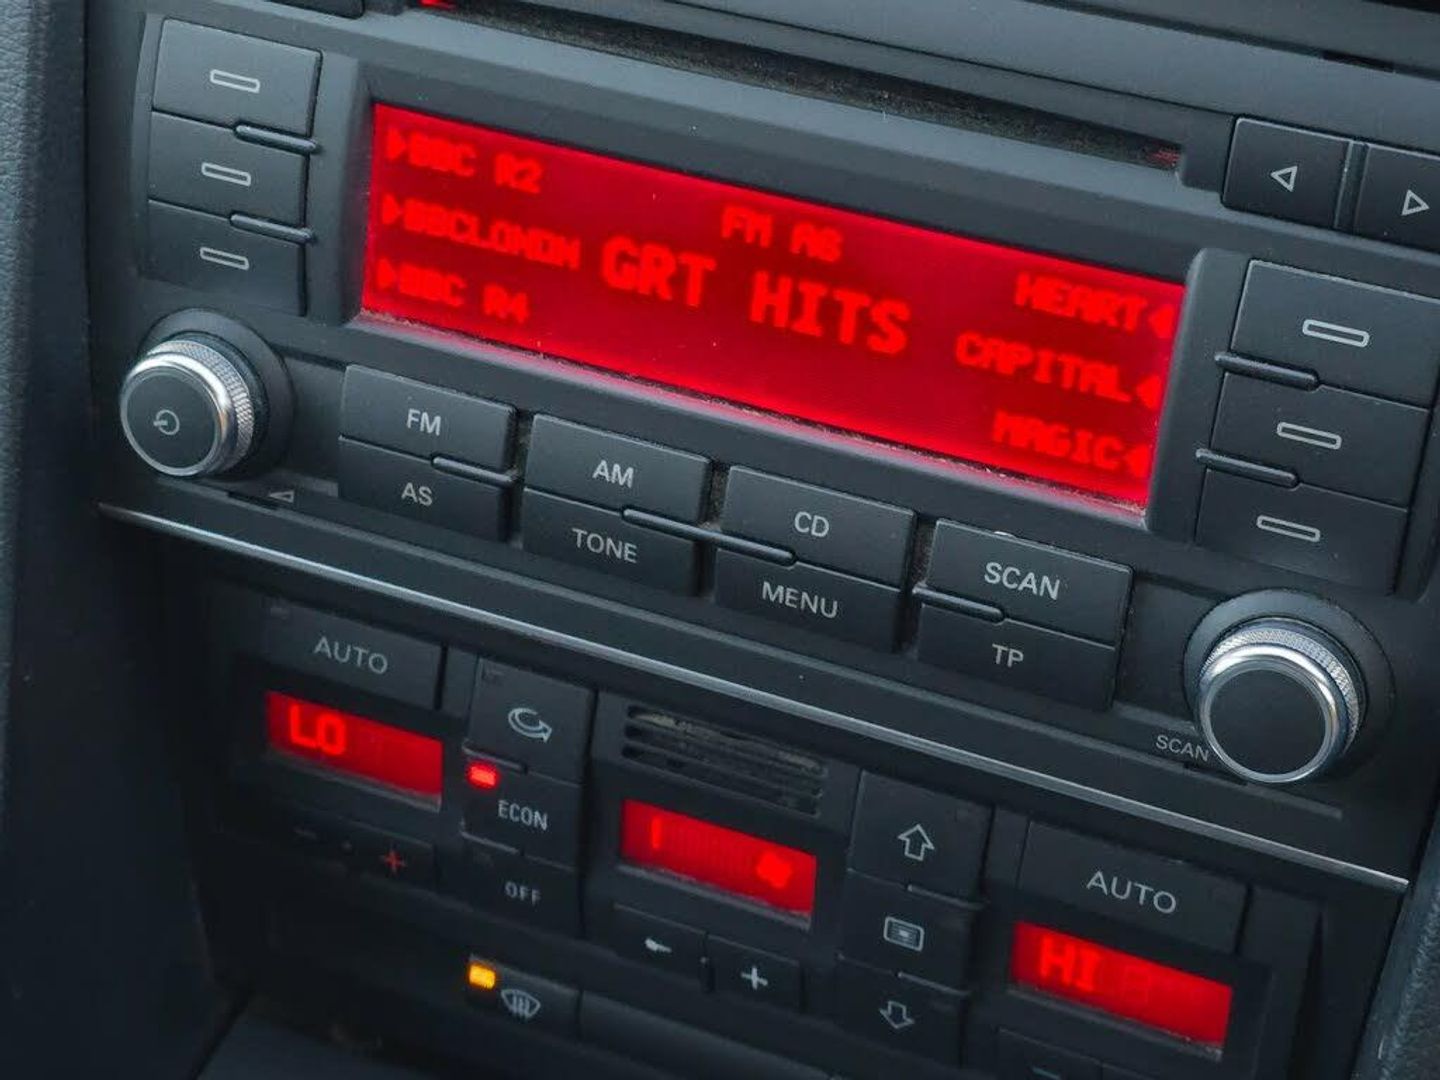 BBC R2
FM AS
BBCLONDN GRT HITS
BBC R4
HEART
CAPITAL
MAGIC
FM AM CD SCAN
AS TONE MENU TP
SCAN
AUTO
LO
ECON
OFF
AUTO
HI